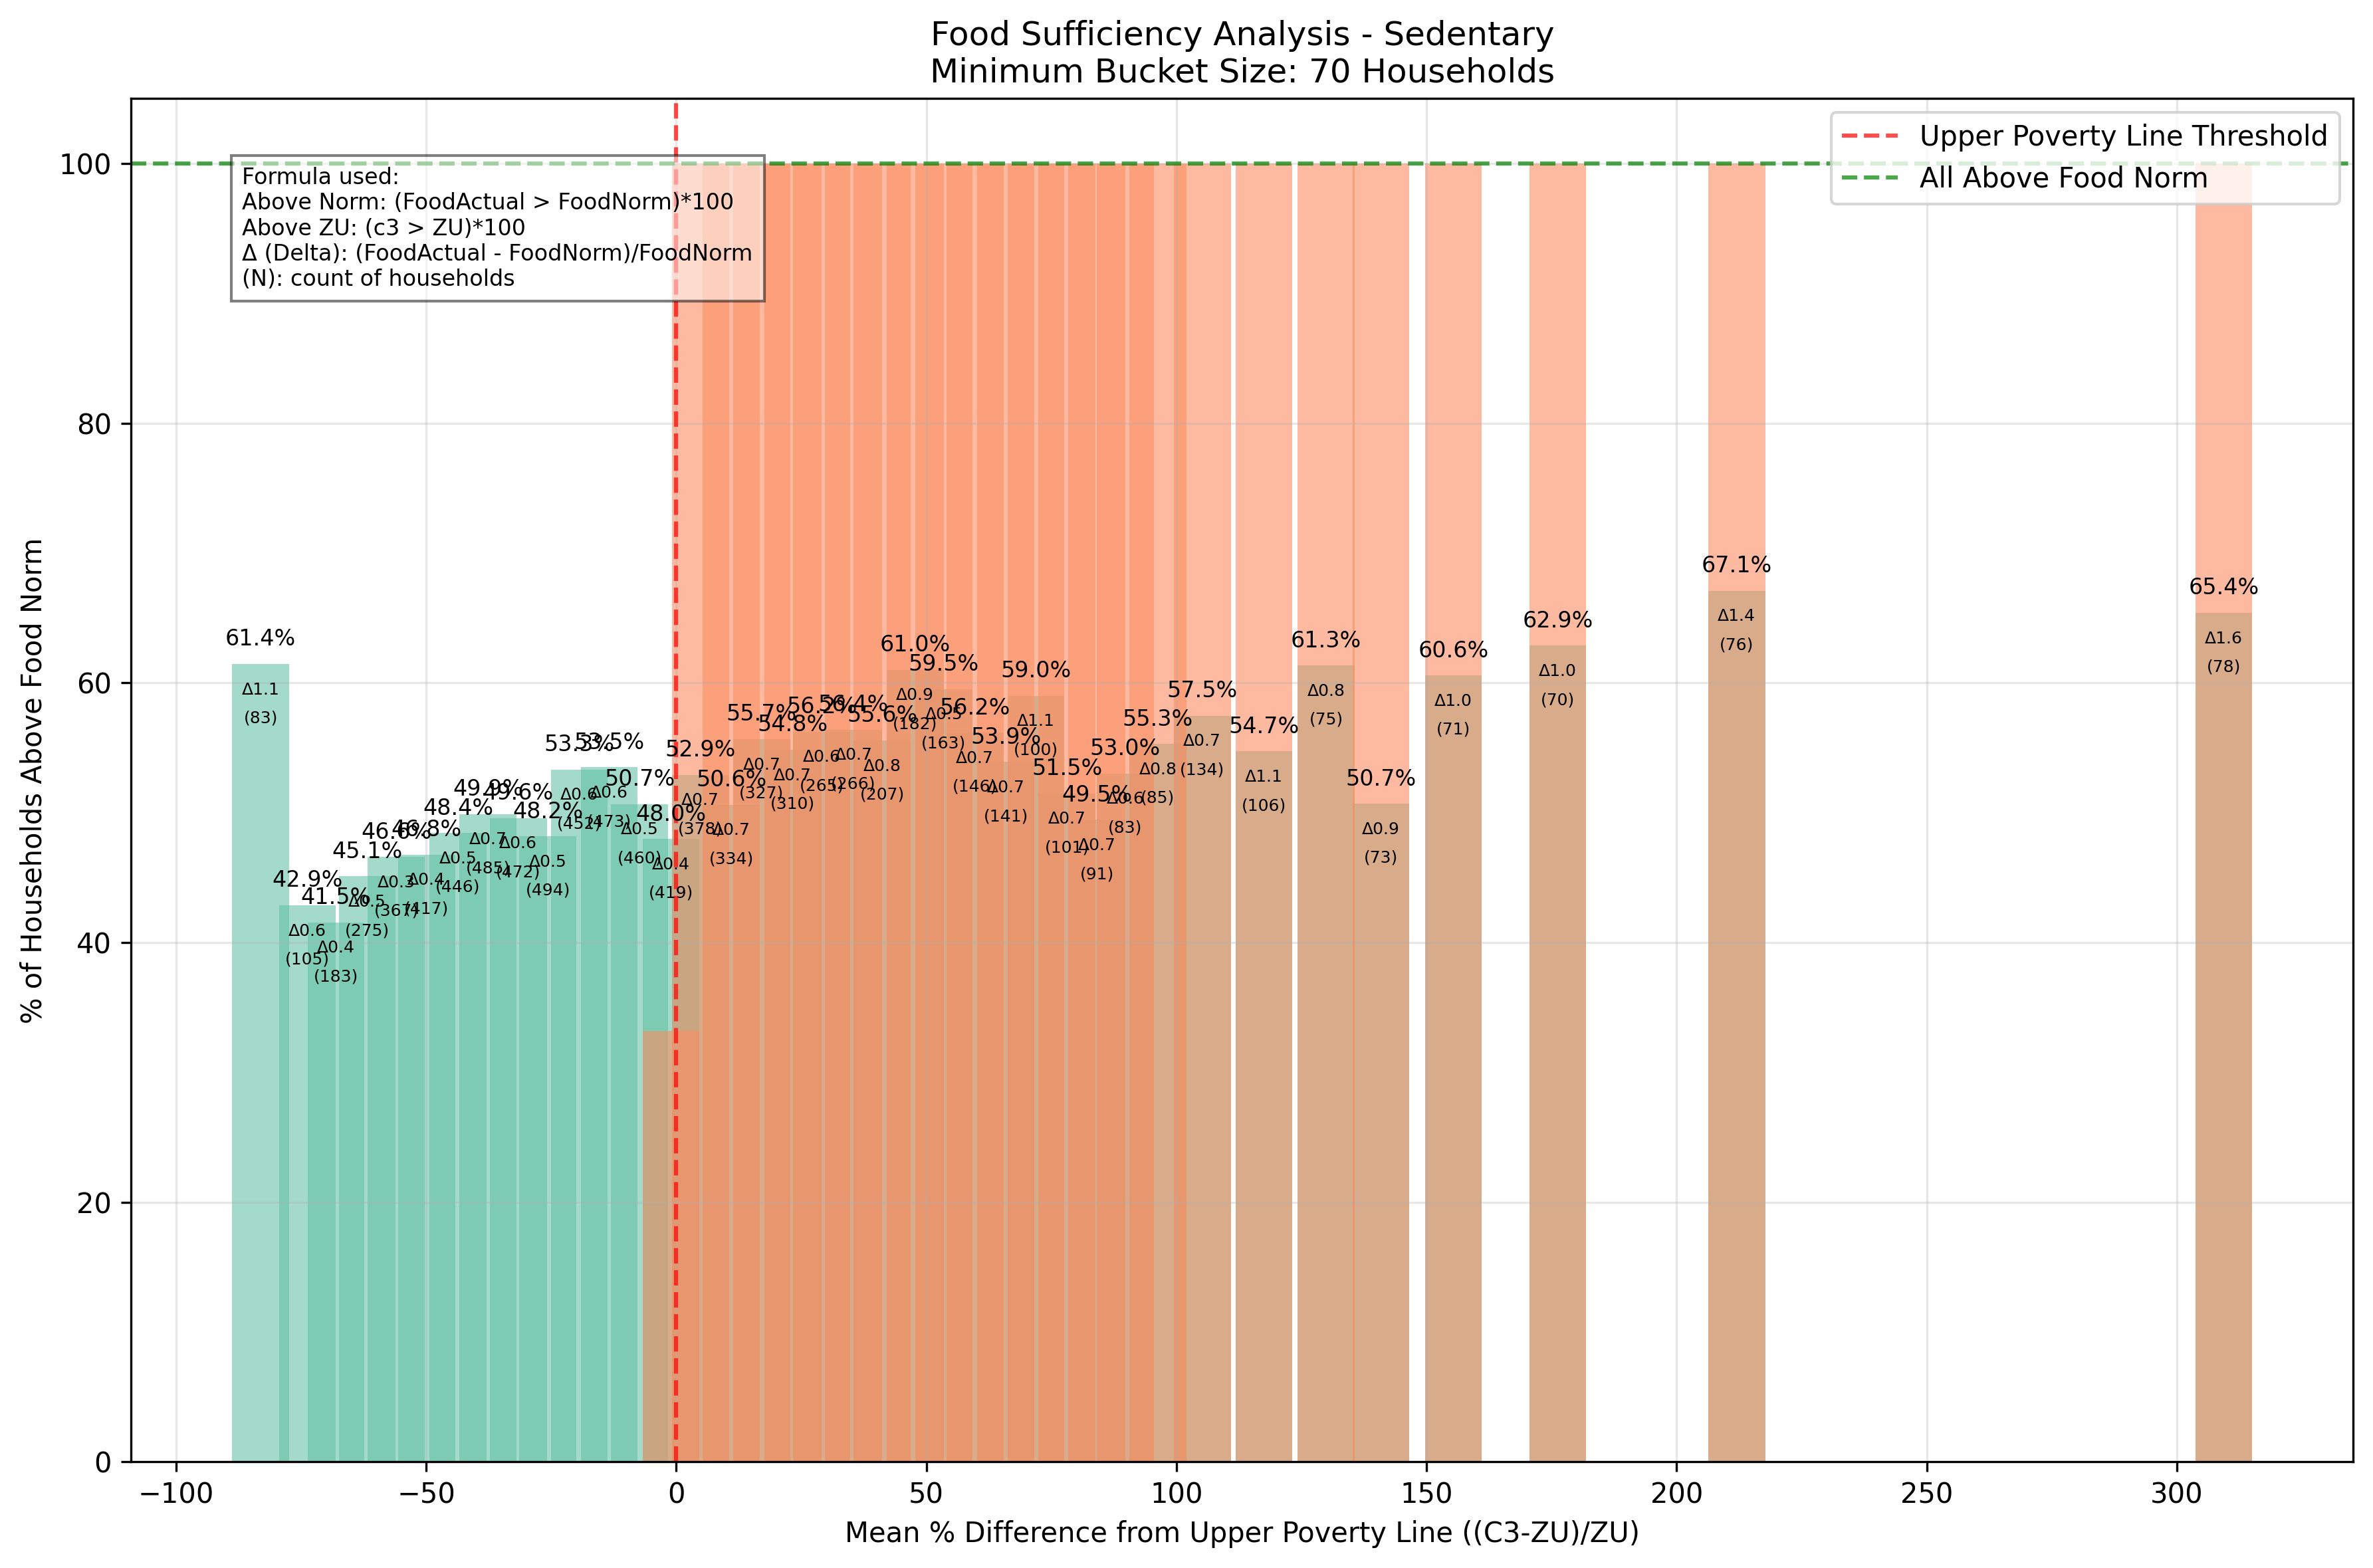 Food Sufficiency Analysis - Sedentary
Minimum Bucket Size: 70 Households
Upper Poverty Line Threshold
All Above Food Norm
Formula used:
Above Norm: (FoodActual > FoodNorm)*100
Above ZU: (c3 > ZU)*100
Δ (Delta): (FoodActual - FoodNorm)/FoodNorm
(N): count of households
% of Households Above Food Norm
100
80
60
40
20
0
61.4%
Δ1.1
(83)
42.9%
Δ0.6
(105)
41.5%
Δ0.4
(183)
45.1%
Δ0.5
(275)
46.6%
Δ0.3
(367)
46.8%
Δ0.4
(417)
48.4%
Δ0.5
(446)
49.9%
Δ0.7
(485)
49.6%
Δ0.6
(472)
48.2%
Δ0.5
(494)
53.3%
Δ0.6
(452)
53.5%
Δ0.6
(473)
50.7%
Δ0.5
(460)
48.0%
Δ0.4
(419)
52.9%
Δ0.7
(378)
50.6%
Δ0.7
(334)
55.7%
Δ0.7
(327)
54.8%
Δ0.7
(310)
56.2%
Δ0.6
(265)
56.4%
Δ0.7
(266)
55.6%
Δ0.8
(207)
61.0%
Δ0.9
(182)
59.5%
Δ0.5
(163)
56.2%
Δ0.7
(146)
53.9%
Δ0.7
(141)
59.0%
Δ1.1
(100)
51.5%
Δ0.7
(101)
49.5%
Δ0.7
(91)
53.0%
Δ0.6
(83)
55.3%
Δ0.8
(85)
57.5%
Δ0.7
(134)
54.7%
Δ1.1
(106)
61.3%
Δ0.8
(75)
50.7%
Δ0.9
(73)
60.6%
Δ1.0
(71)
62.9%
Δ1.0
(70)
67.1%
Δ1.4
(76)
65.4%
Δ1.6
(78)
−100
−50
0
50
100
150
200
250
300
Mean % Difference from Upper Poverty Line ((C3-ZU)/ZU)